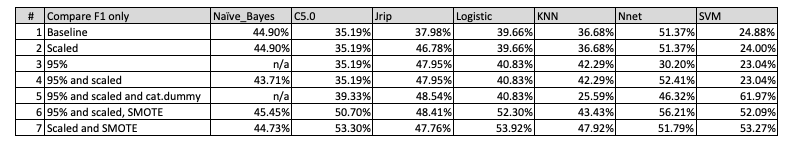 # Compare F1 only Naïve_Bayes C5.0 Jrip Logistic KNN Nnet SVM
1 Baseline 44.90% 35.19% 37.98% 39.66% 36.68% 51.37% 24.88%
2 Scaled 44.90% 35.19% 46.78% 39.66% 36.68% 51.37% 24.00%
3 95% n/a 35.19% 47.95% 40.83% 42.29% 30.20% 23.04%
4 95% and scaled 43.71% 35.19% 47.95% 40.83% 42.29% 52.41% 23.04%
5 95% and scaled and cat.dummy n/a 39.33% 48.54% 40.83% 25.59% 46.32% 61.97%
6 95% and scaled, SMOTE 45.45% 50.70% 48.41% 52.30% 43.43% 56.21% 52.09%
7 Scaled and SMOTE 44.73% 53.30% 47.76% 53.92% 47.92% 51.79% 53.27%